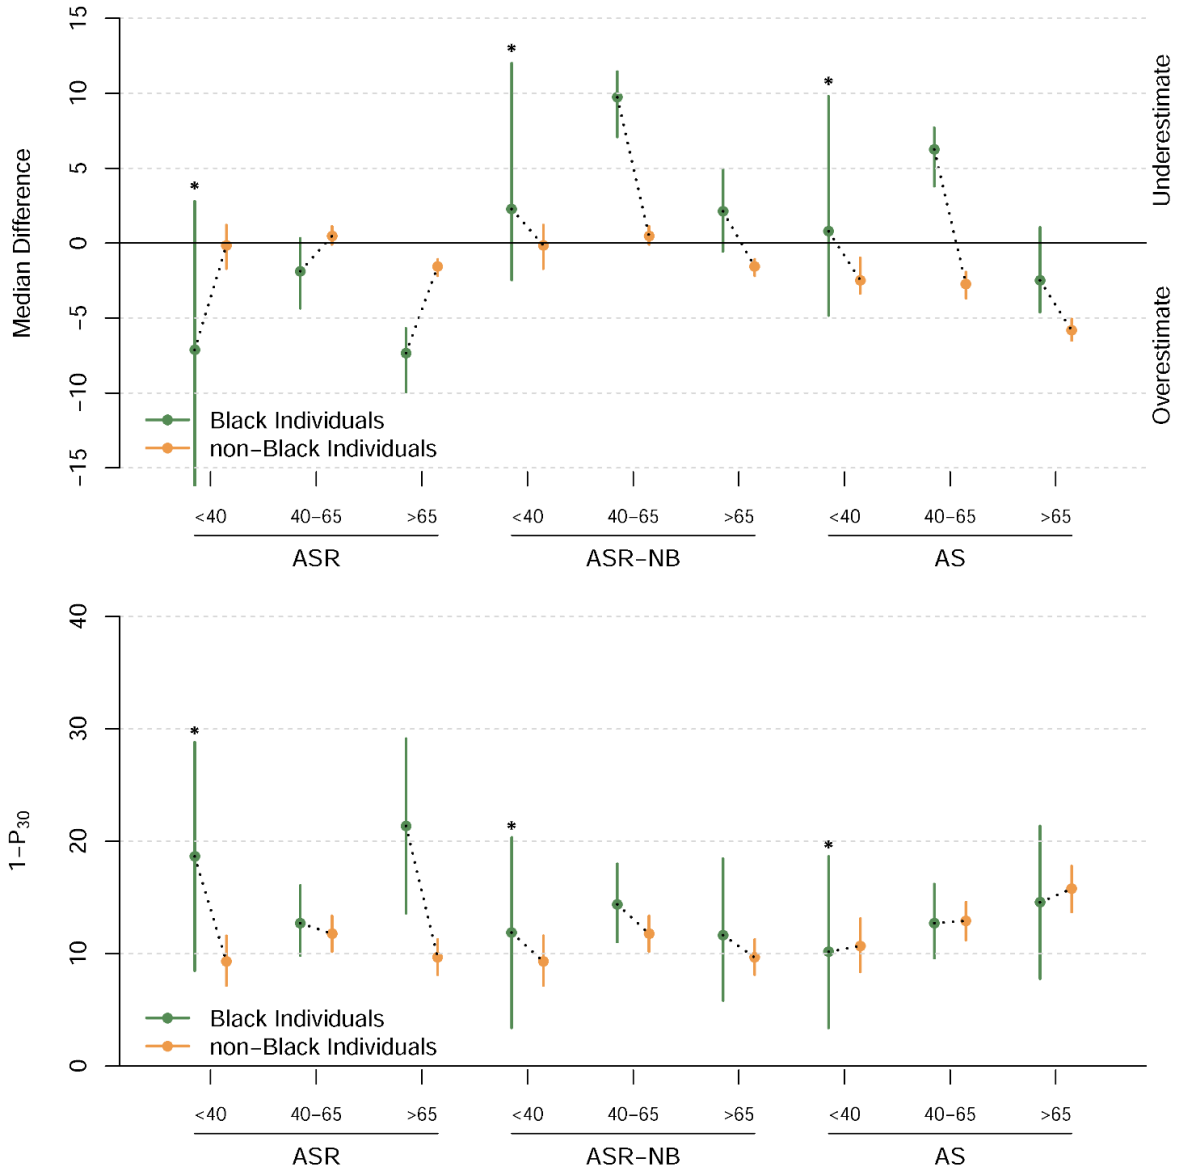 Median Difference
15
10
5
0
−5
−10
−15
Underestimate
Overestimate
*
*
*
Black Individuals
non−Black Individuals
<40 40−65 >65 <40 40−65 >65 <40 40−65 >65
ASR ASR−NB AS
1−P30
40
30
20
10
0
*
*
*
Black Individuals
non−Black Individuals
<40 40−65 >65 <40 40−65 >65 <40 40−65 >65
ASR ASR−NB AS